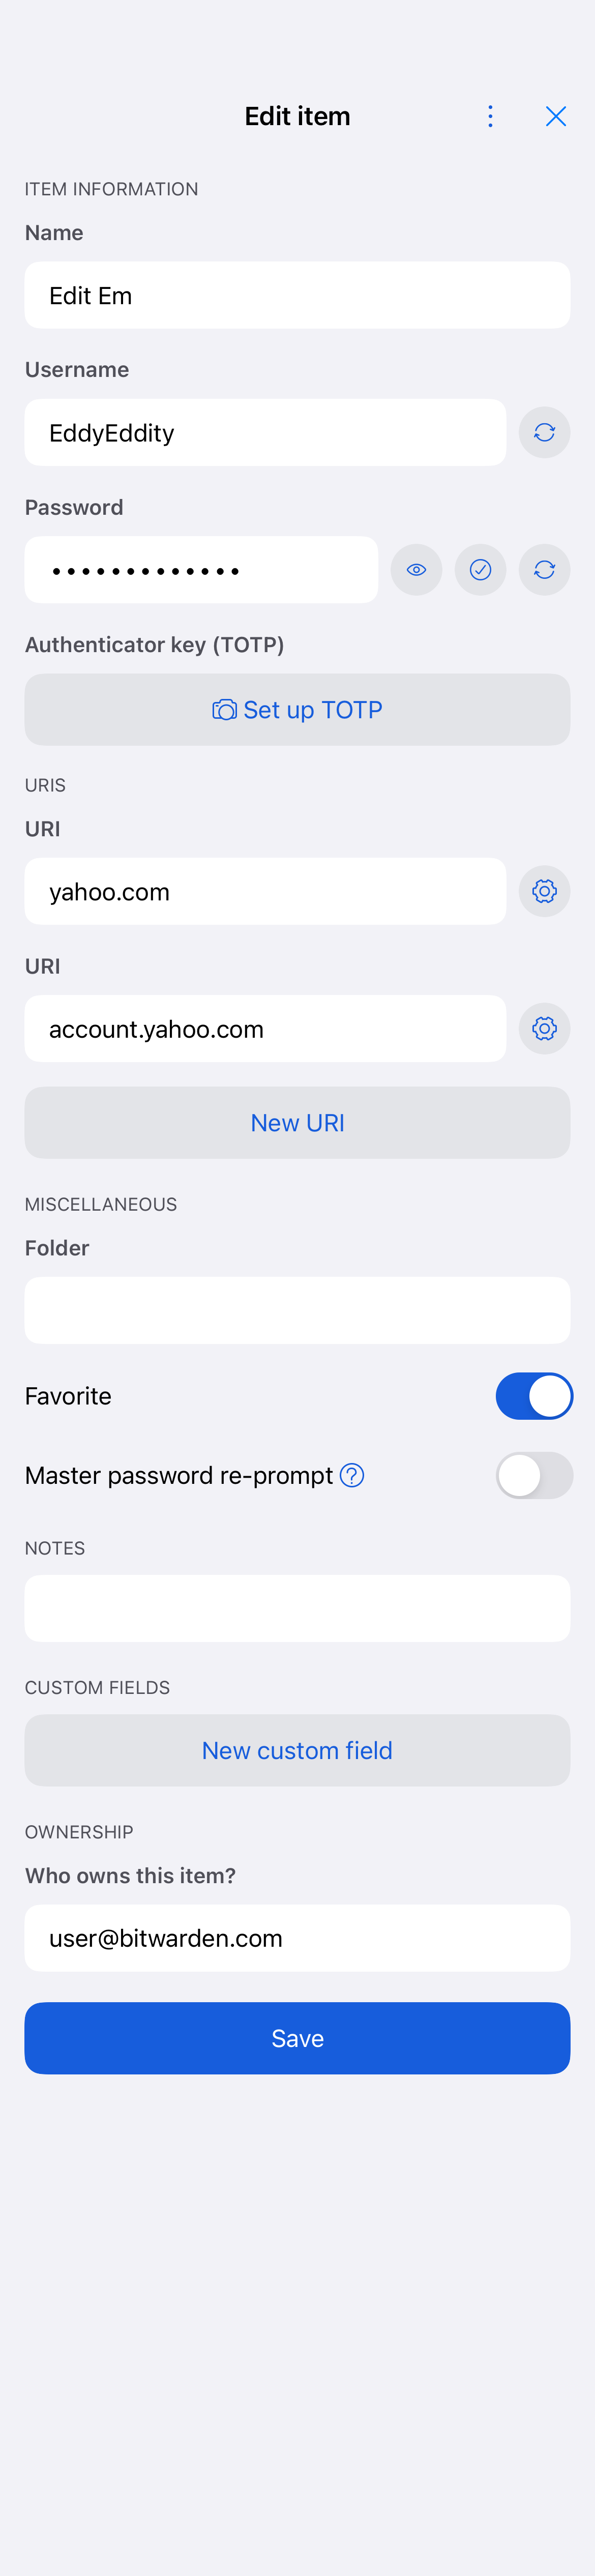 Edit item
ITEM INFORMATION
Name
Edit Em
Username
EddyEddity
Password
•••••••••••••
Authenticator key (TOTP)
Set up TOTP
URIS
URI
yahoo.com
URI
account.yahoo.com
New URI
MISCELLANEOUS
Folder
Favorite
Master password re-prompt
NOTES
CUSTOM FIELDS
New custom field
OWNERSHIP
Who owns this item?
user@bitwarden.com
Save